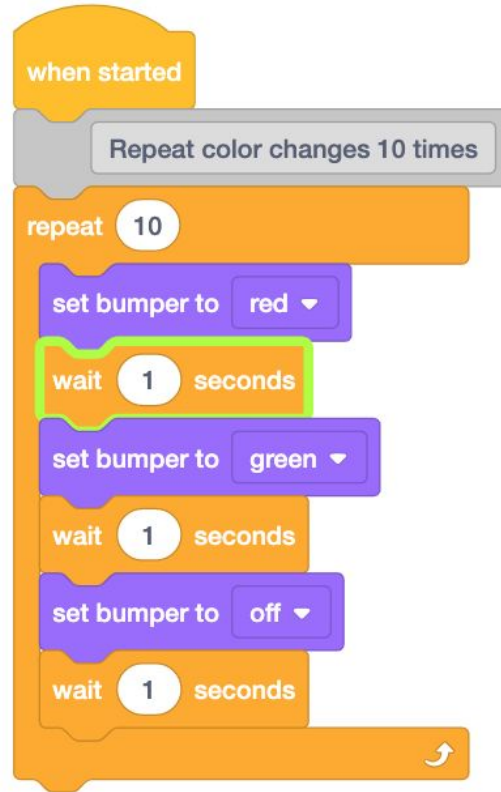 when started
Repeat color changes 10 times
repeat 10
set bumper to red
wait 1 seconds
set bumper to green
wait 1 seconds
set bumper to off
wait 1 seconds